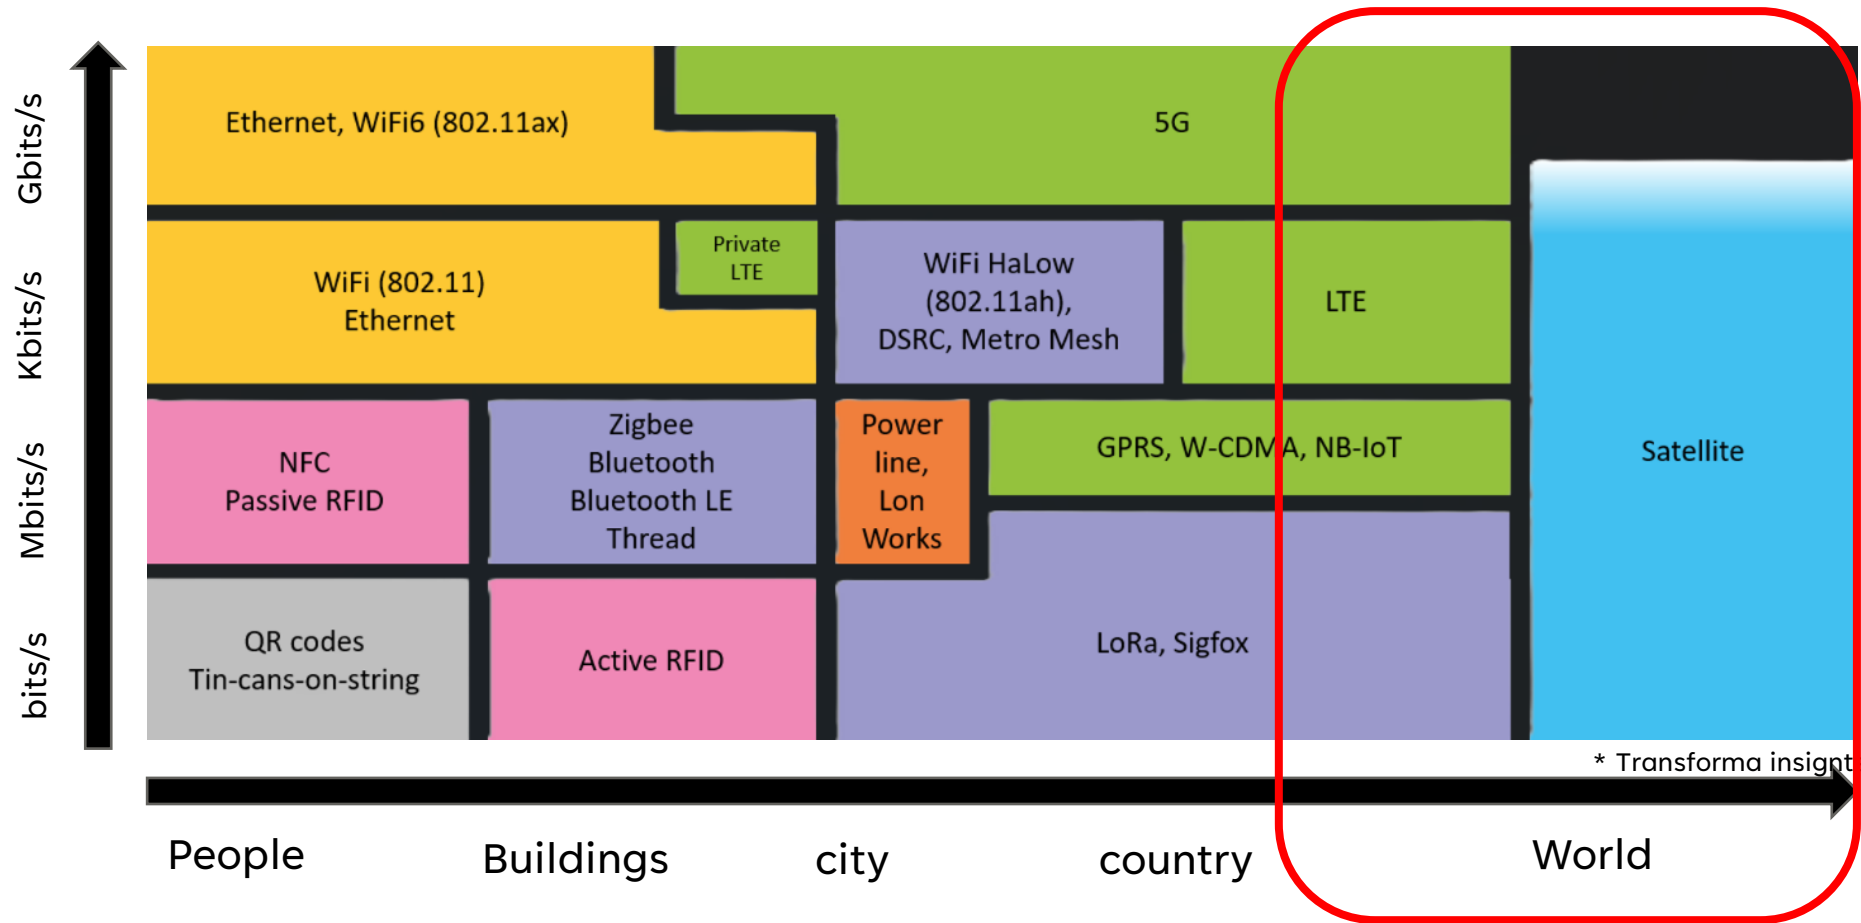 Gbits/s
Kbits/s
Mbits/s
bits/s
Ethernet, WiFi6 (802.11ax)
5G
WiFi (802.11)
Ethernet
Private
LTE
WiFi HaLow
(802.11ah),
DSRC, Metro Mesh
LTE
NFC
Passive RFID
Zigbee
Bluetooth
Bluetooth LE
Thread
Power
line,
Lon
Works
GPRS, W-CDMA, NB-IoT
Satellite
QR codes
Tin-cans-on-string
Active RFID
LoRa, Sigfox
* Transforma insignt
People
Buildings
city
country
World